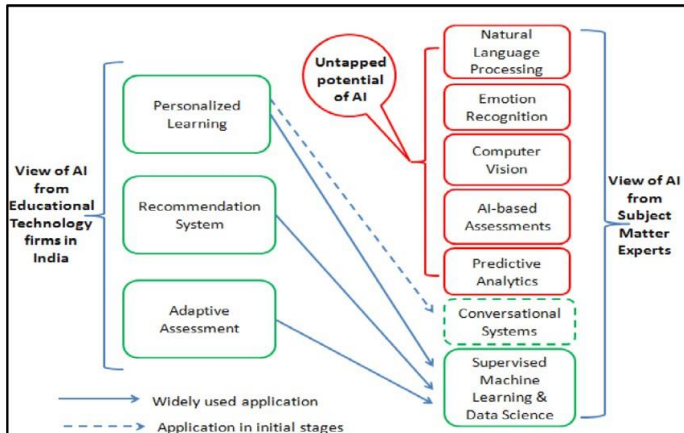 View of AI
from
Educational
Technology
firms in
India
Personalized
Learning
Recommendation
System
Adaptive
Assessment
Untapped
potential
of AI
Natural
Language
Processing
Emotion
Recognition
Computer
Vision
AI-based
Assessments
Predictive
Analytics
Conversational
Systems
Supervised
Machine
Learning &
Data Science
View of AI
from
Subject
Matter
Experts
Widely used application
Application in initial stages